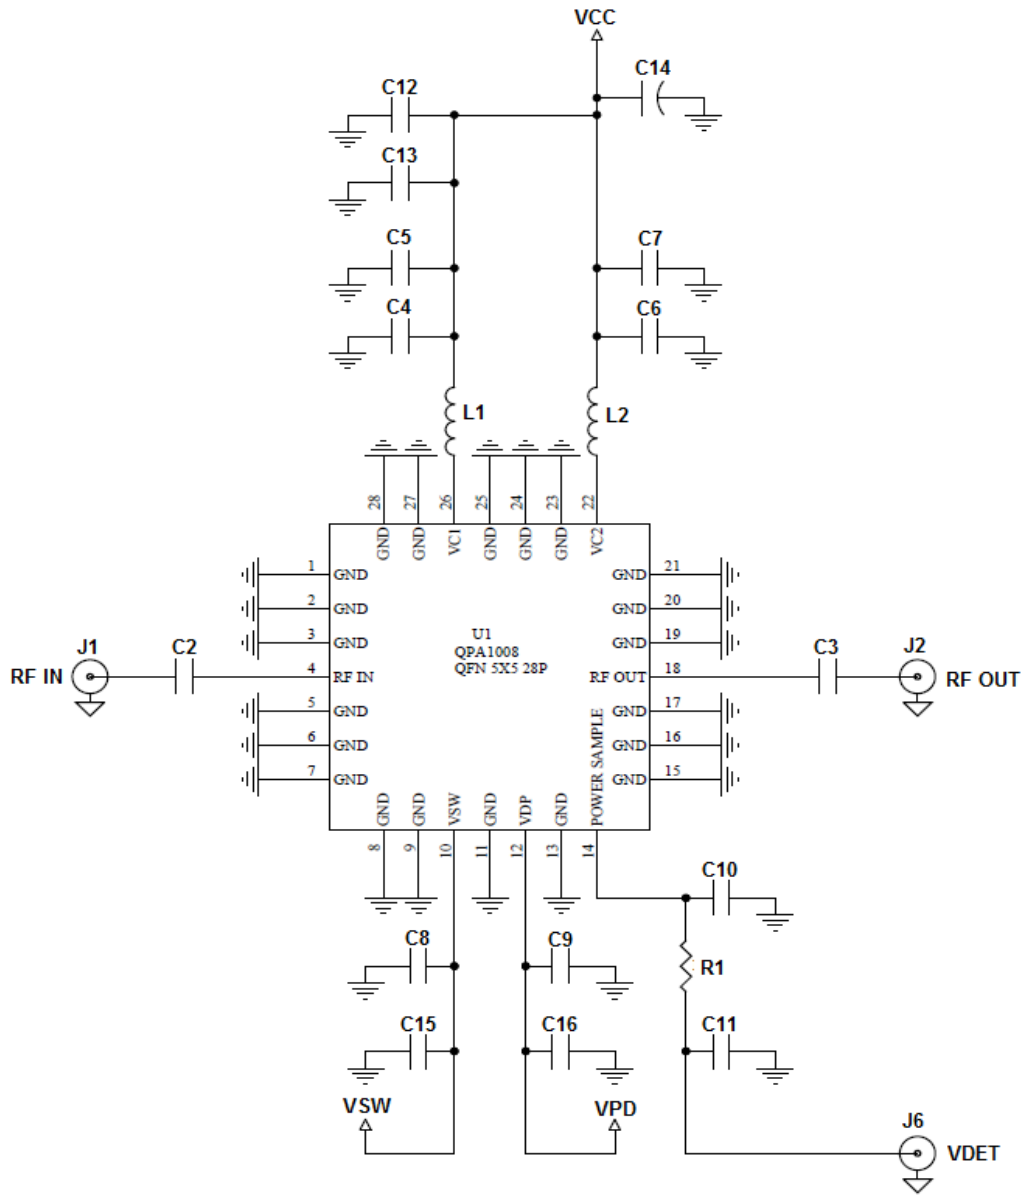 VCC
C14
C12
C13
C5
C7
C4
C6
L1
L2
28
27
26
25
24
23
22
GND
GND
VC1
GND
GND
GND
VC2
1
GND
GND
21
2
GND
GND
20
3
GND
GND
19
U1
QPA1008
QFN 5X5 28P
J1
C2
C3
J2
RF IN
4
RF IN
RF OUT
18
RF OUT
5
GND
GND
17
6
GND
GND
16
7
GND
GND
15
GND
GND
VSW
GND
VDP
GND
POWER SAMPLE
8
9
10
11
12
13
14
C10
C8
C9
R1
C15
C16
C11
VSW
VPD
J6
VDET